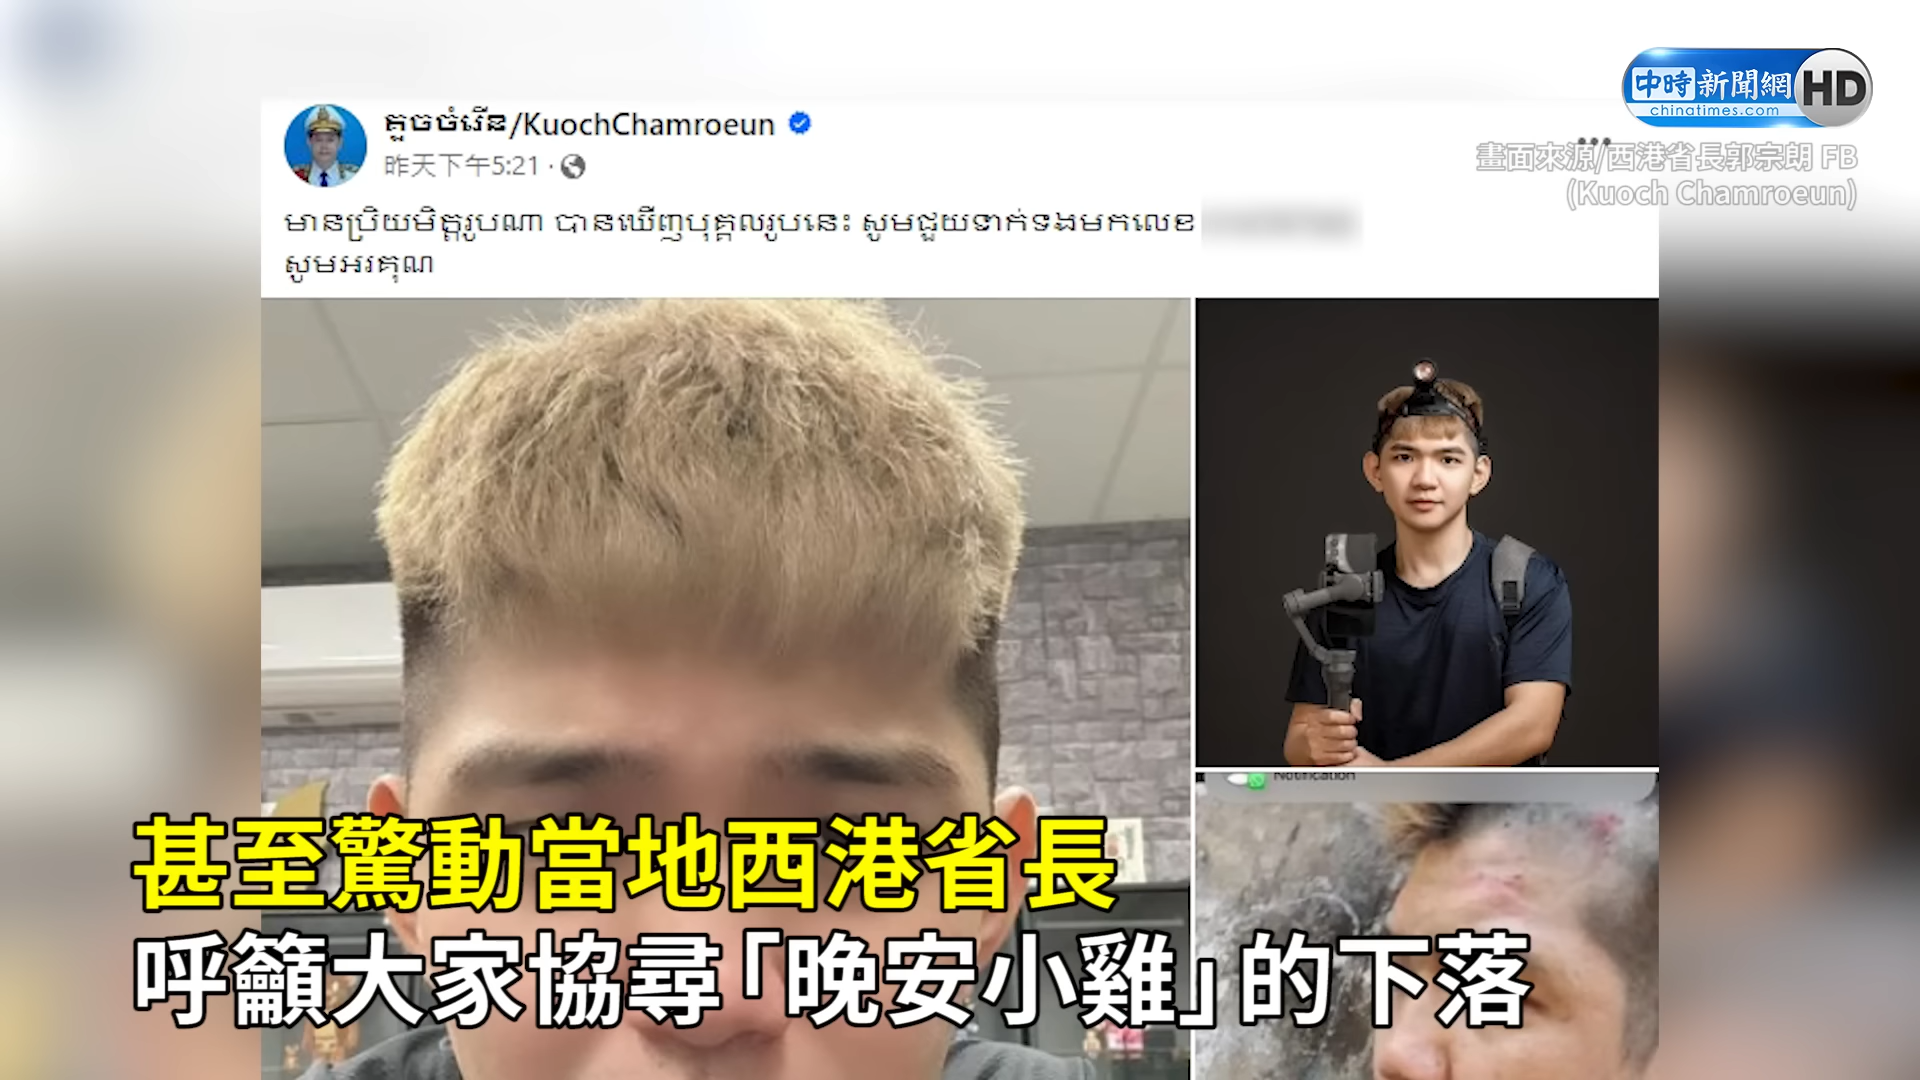 中時新聞網 HD
chinatimes.com
畫面來源/西港省長郭宗朗 FB
(Kuoch Chamroeun)
គួចចំរើន/KuochChamroeun
昨天下午5:21
មានប្រិយមិត្តរូបណា បានឃើញបុគ្គលរូបនេះ សូមជួយទាក់ទងមកលេខ
សូមអរគុណ
Notification
甚至驚動當地西港省長
呼籲大家協尋「晚安小雞」的下落